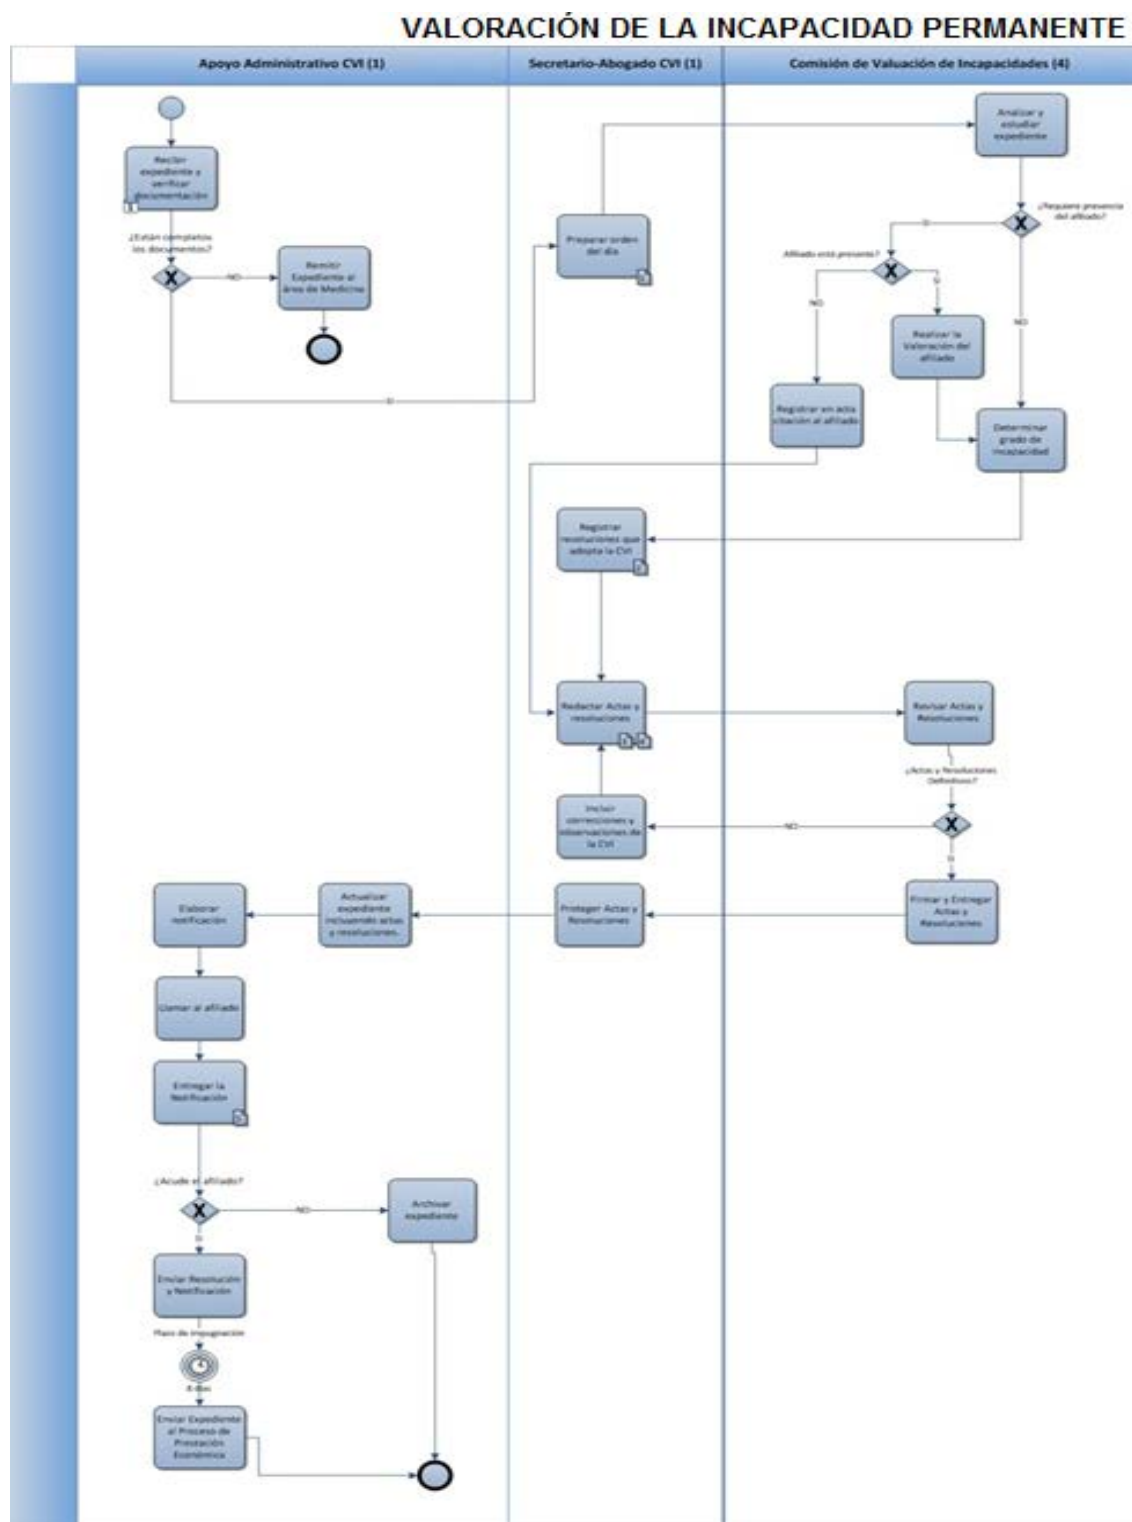 VALORACIÓN DE LA INCAPACIDAD PERMANENTE
Apoyo Administrativo CVI (1)
Secretario-Abogado CVI (1)
Comisión de Valuación de Incapacidades (4)
Recibir
expediente y
verificar
documentación
¿Están completos
los documentos?
NO
Remitir
Expediente al
área de Medicina
SI
Preparar orden
del día
Analizar y
estudiar
expediente
¿Requiere presencia
del afiliado?
SI
Afiliado está presente?
SI
NO
NO
Realizar la
Valoración del
afiliado
Registrar en acta
citación al afiliado
Determinar
grado de
incapacidad
Registrar
resoluciones que
adopta la CVI
Redactar Actas y
resoluciones
Revisar Actas y
Resoluciones
¿Actas y Resoluciones
Definitivas?
NO
SI
Incluir
correcciones y
observaciones de
la CVI
Elaborar
notificación
Actualizar
expediente
incluyendo actas
y resoluciones.
Proteger Actas y
Resoluciones
Firmar y Entregar
Actas y
Resoluciones
Llamar al afiliado
Entregar la
Notificación
¿Acude el afiliado?
NO
Archivar
expediente
SI
Enviar Resolución
y Notificación
Plazo de impugnación
8 días
Enviar Expediente
al Proceso de
Prestación
Económica